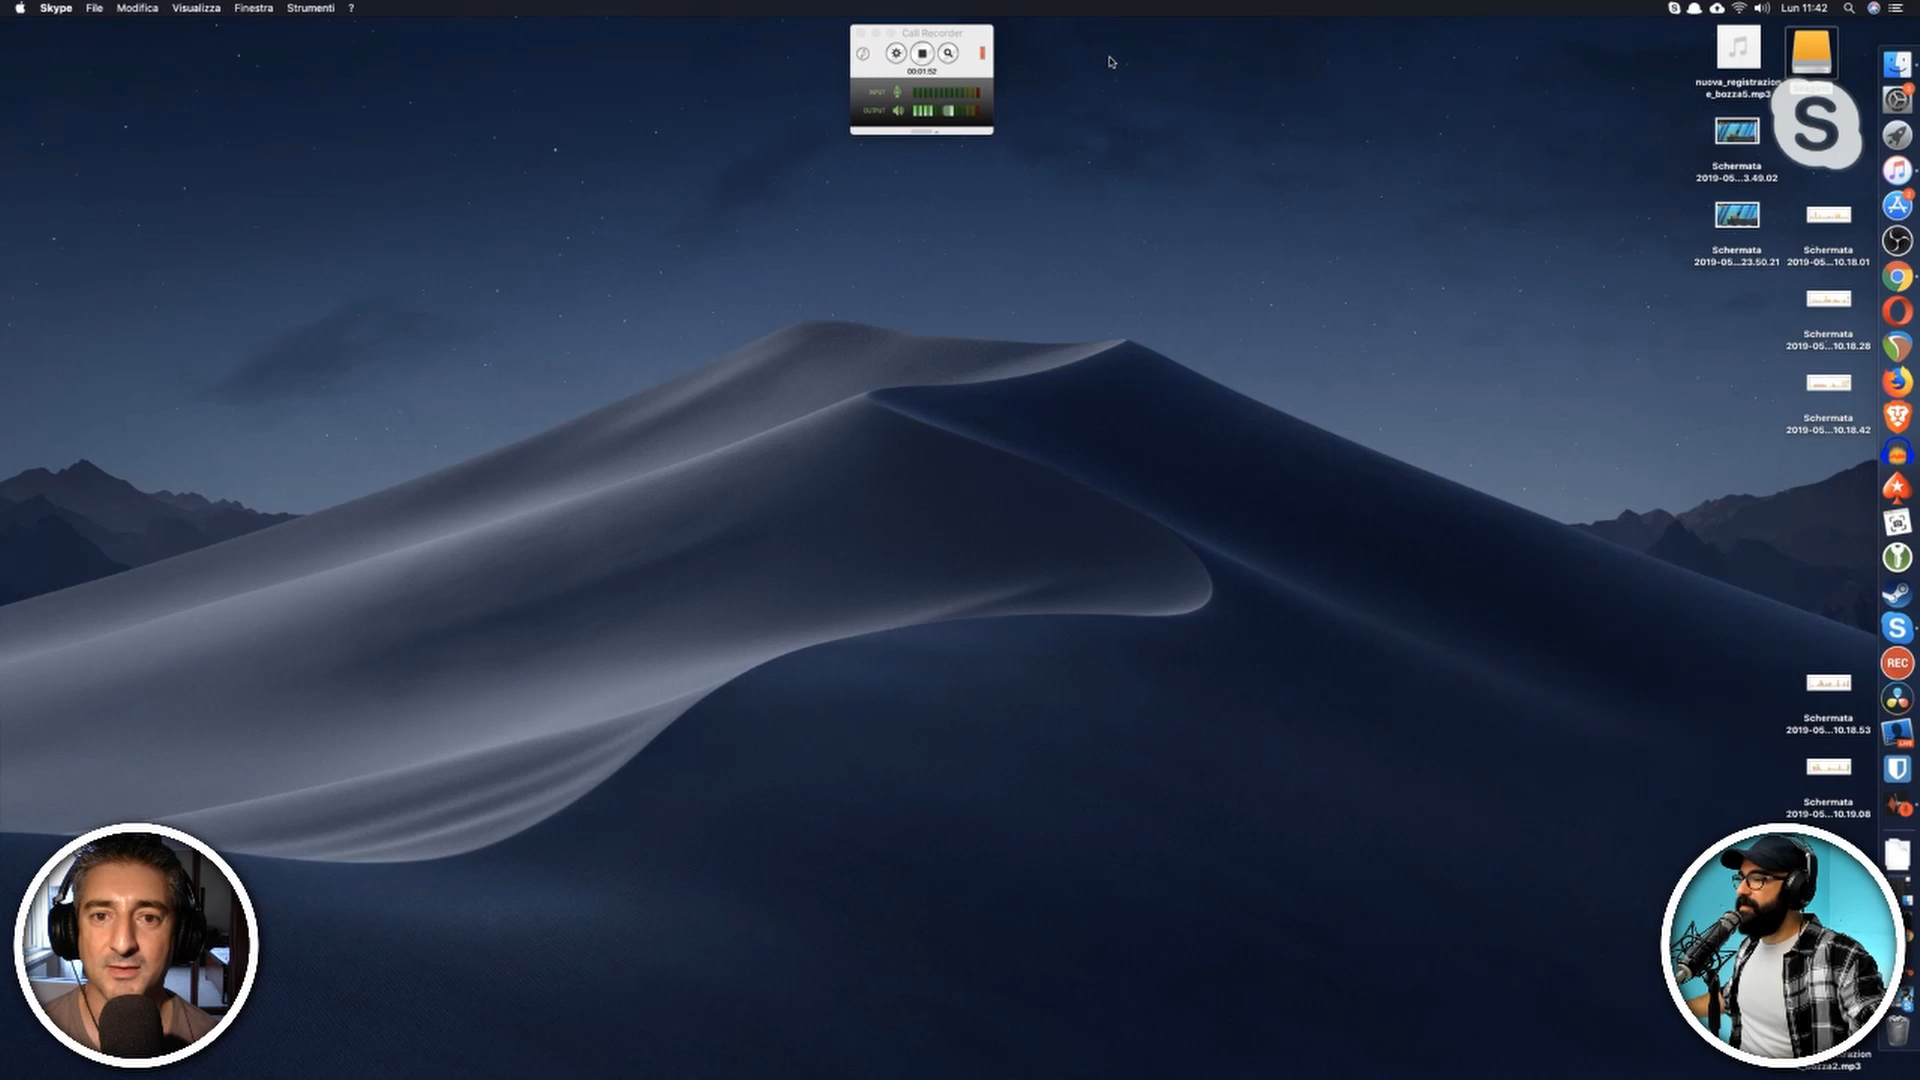 Skype File Modifica Visualizza Finestra Strumenti ?
Lun 11:42
Call Recorder
00:01:52
INPUT
OUTPUT
nuova_registrazion
e_bozza5.mp3
Schermata
2019-05...3.49.02
Schermata
2019-05...23.50.21
Schermata
2019-05...10.18.01
Schermata
2019-05...10.18.28
Schermata
2019-05...10.18.42
Schermata
2019-05...10.18.53
Schermata
2019-05...10.19.08
REC
LIVE